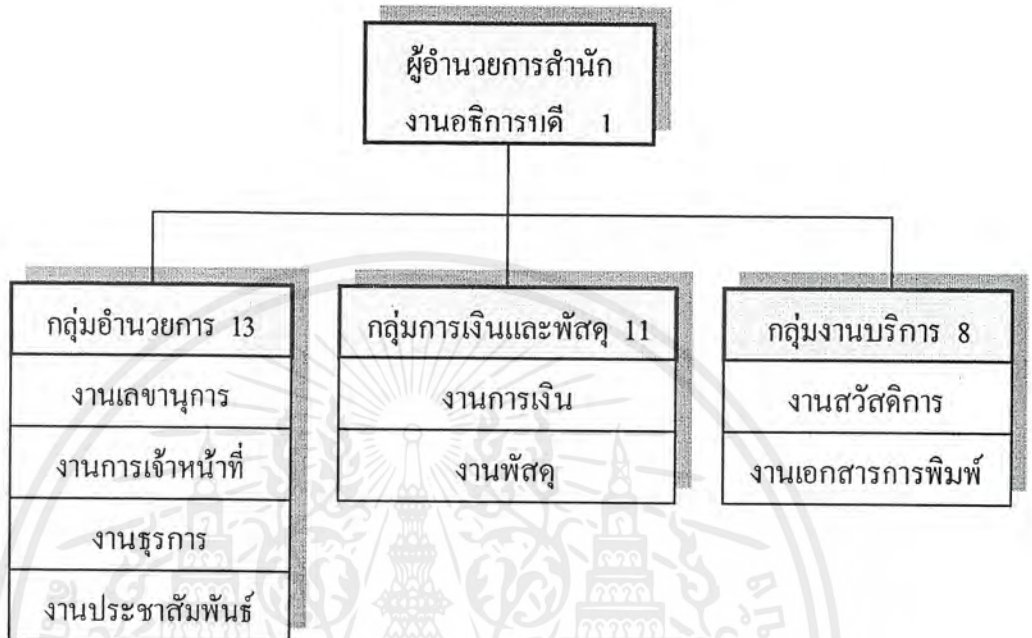 ผู้อำนวยการสำนัก
งานอธิการบดี 1
กลุ่มอำนวยการ 13
งานเลขานุการ
งานการเจ้าหน้าที่
งานธุรการ
งานประชาสัมพันธ์
กลุ่มการเงินและพัสดุ 11
งานการเงิน
งานพัสดุ
กลุ่มงานบริการ 8
งานสวัสดิการ
งานเอกสารการพิมพ์